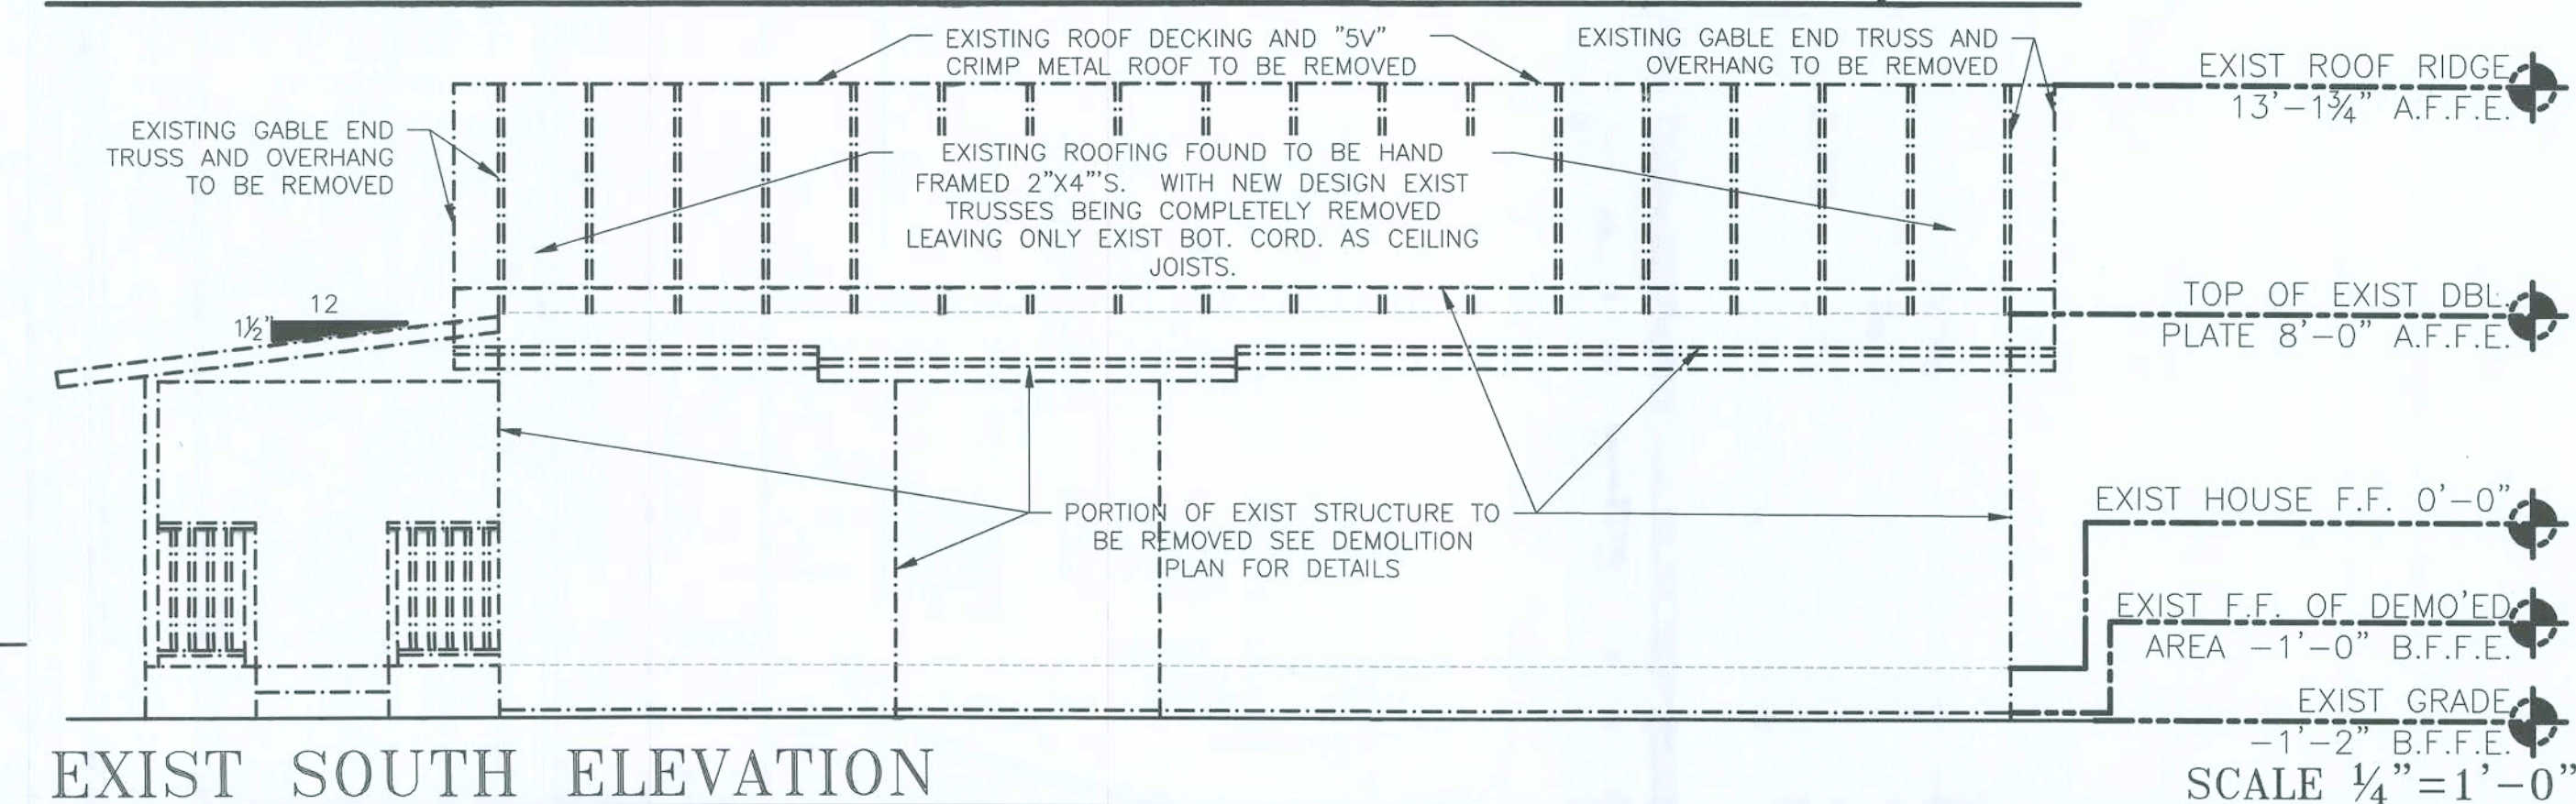 EXISTING ROOF DECKING AND "5V"
CRIMP METAL ROOF TO BE REMOVED
EXISTING GABLE END TRUSS AND
OVERHANG TO BE REMOVED
EXIST ROOF RIDGE
13'-1¾" A.F.F.E.
EXISTING GABLE END
TRUSS AND OVERHANG
TO BE REMOVED
EXISTING ROOFING FOUND TO BE HAND
FRAMED 2"X4"'S. WITH NEW DESIGN EXIST
TRUSSES BEING COMPLETELY REMOVED
LEAVING ONLY EXIST BOT. CORD. AS CEILING
JOISTS.
12
1½"
TOP OF EXIST DBL.
PLATE 8'-0" A.F.F.E.
PORTION OF EXIST STRUCTURE TO
BE REMOVED SEE DEMOLITION
PLAN FOR DETAILS
EXIST HOUSE F.F. 0'-0"
EXIST F.F. OF DEMO'ED
AREA -1'-0" B.F.F.E.
EXIST GRADE
-1'-2" B.F.F.E.
EXIST SOUTH ELEVATION
SCALE ¼"=1'-0"